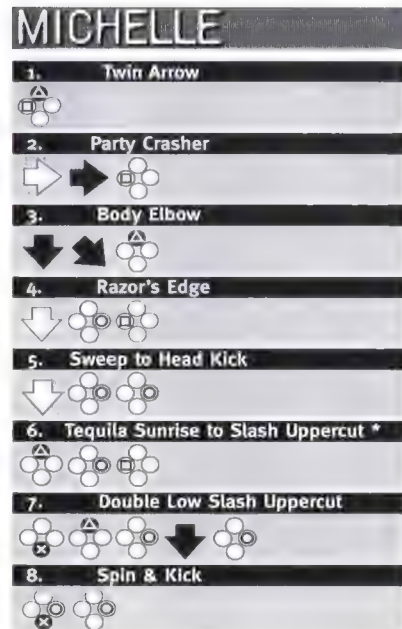 MICHELLE
1. Twin Arrow
2. Party Crasher
3. Body Elbow
4. Razor's Edge
5. Sweep to Head Kick
6. Tequila Sunrise to Slash Uppercut *
7. Double Low Slash Uppercut
8. Spin & Kick